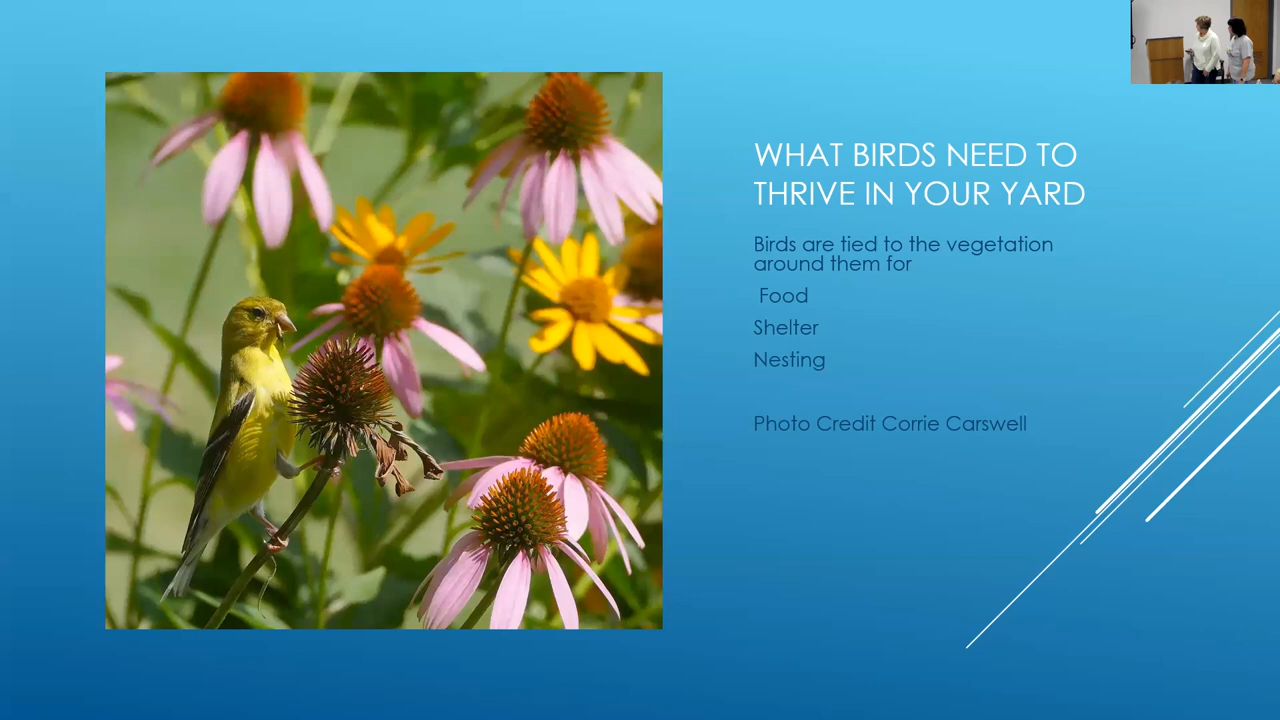 WHAT BIRDS NEED TO
THRIVE IN YOUR YARD
Birds are tied to the vegetation
around them for
Food
Shelter
Nesting
Photo Credit Corrie Carswell